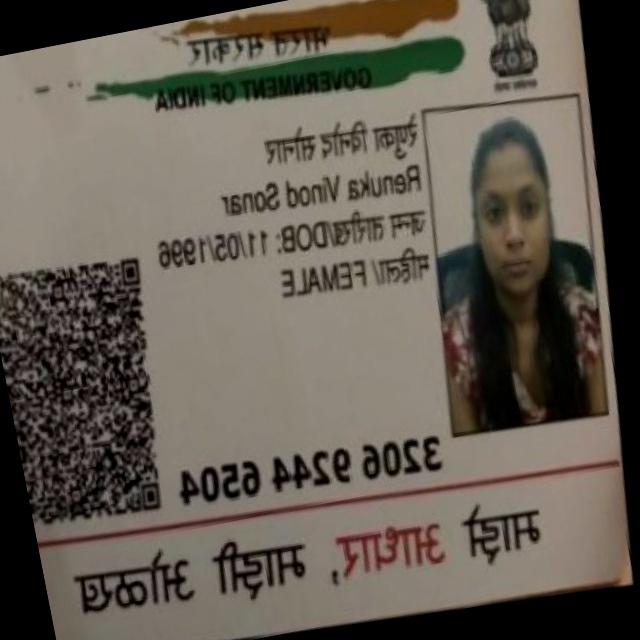 भारत सरकार
GOVERNMENT OF INDIA
रेणुका विनोद सोनार
Renuka Vinod Sonar
जन्म तारीख/DOB: 11/05/1996
महिला/ FEMALE
3206 9244 6504
माझे आधार, माझी ओळख